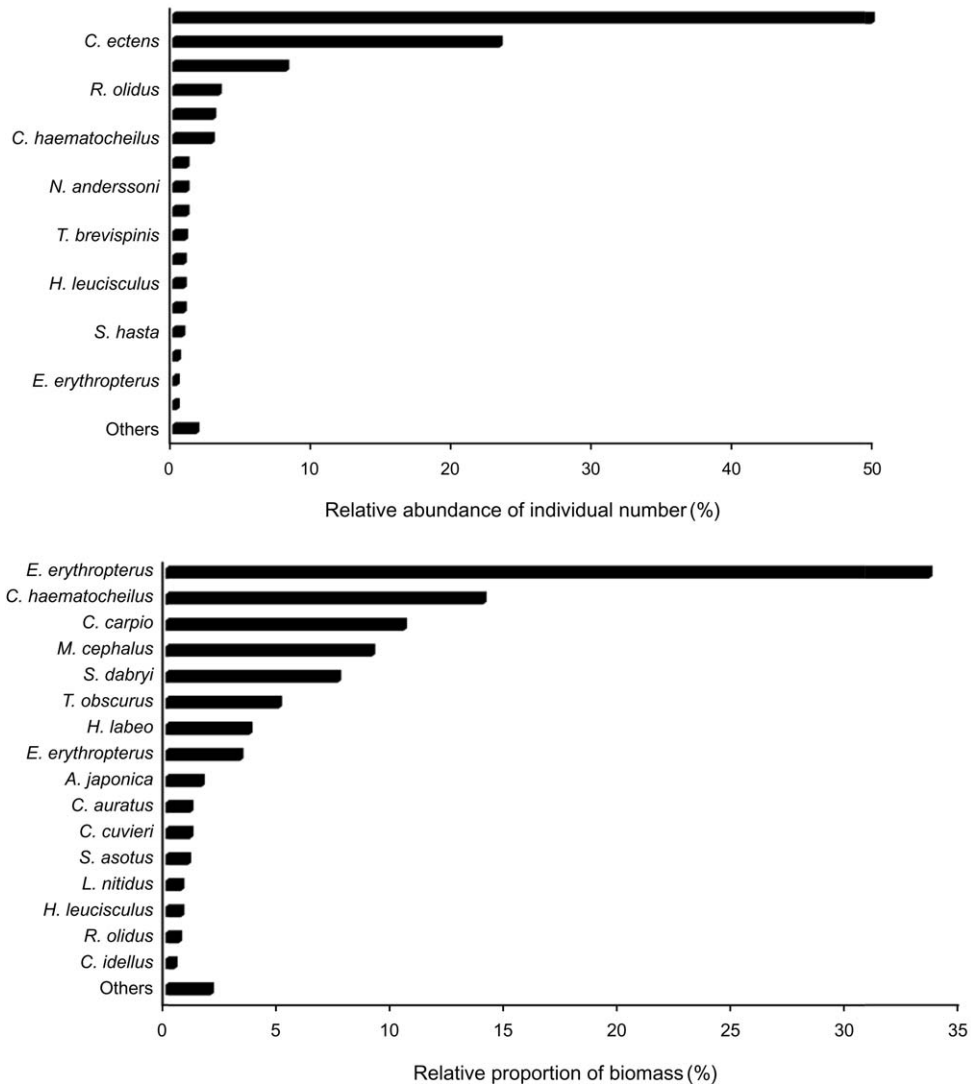 C. ectens
R. olidus
C. haematocheilus
N. anderssoni
T. brevispinis
H. leucisculus
S. hasta
E. erythropterus
Others
0 10 20 30 40 50
Relative abundance of individual number (%)
E. erythropterus
C. haematocheilus
C. carpio
M. cephalus
S. dabryi
T. obscurus
H. labeo
E. erythropterus
A. japonica
C. auratus
C. cuvieri
S. asotus
L. nitidus
H. leucisculus
R. olidus
C. idellus
Others
0 5 10 15 20 25 30 35
Relative proportion of biomass (%)